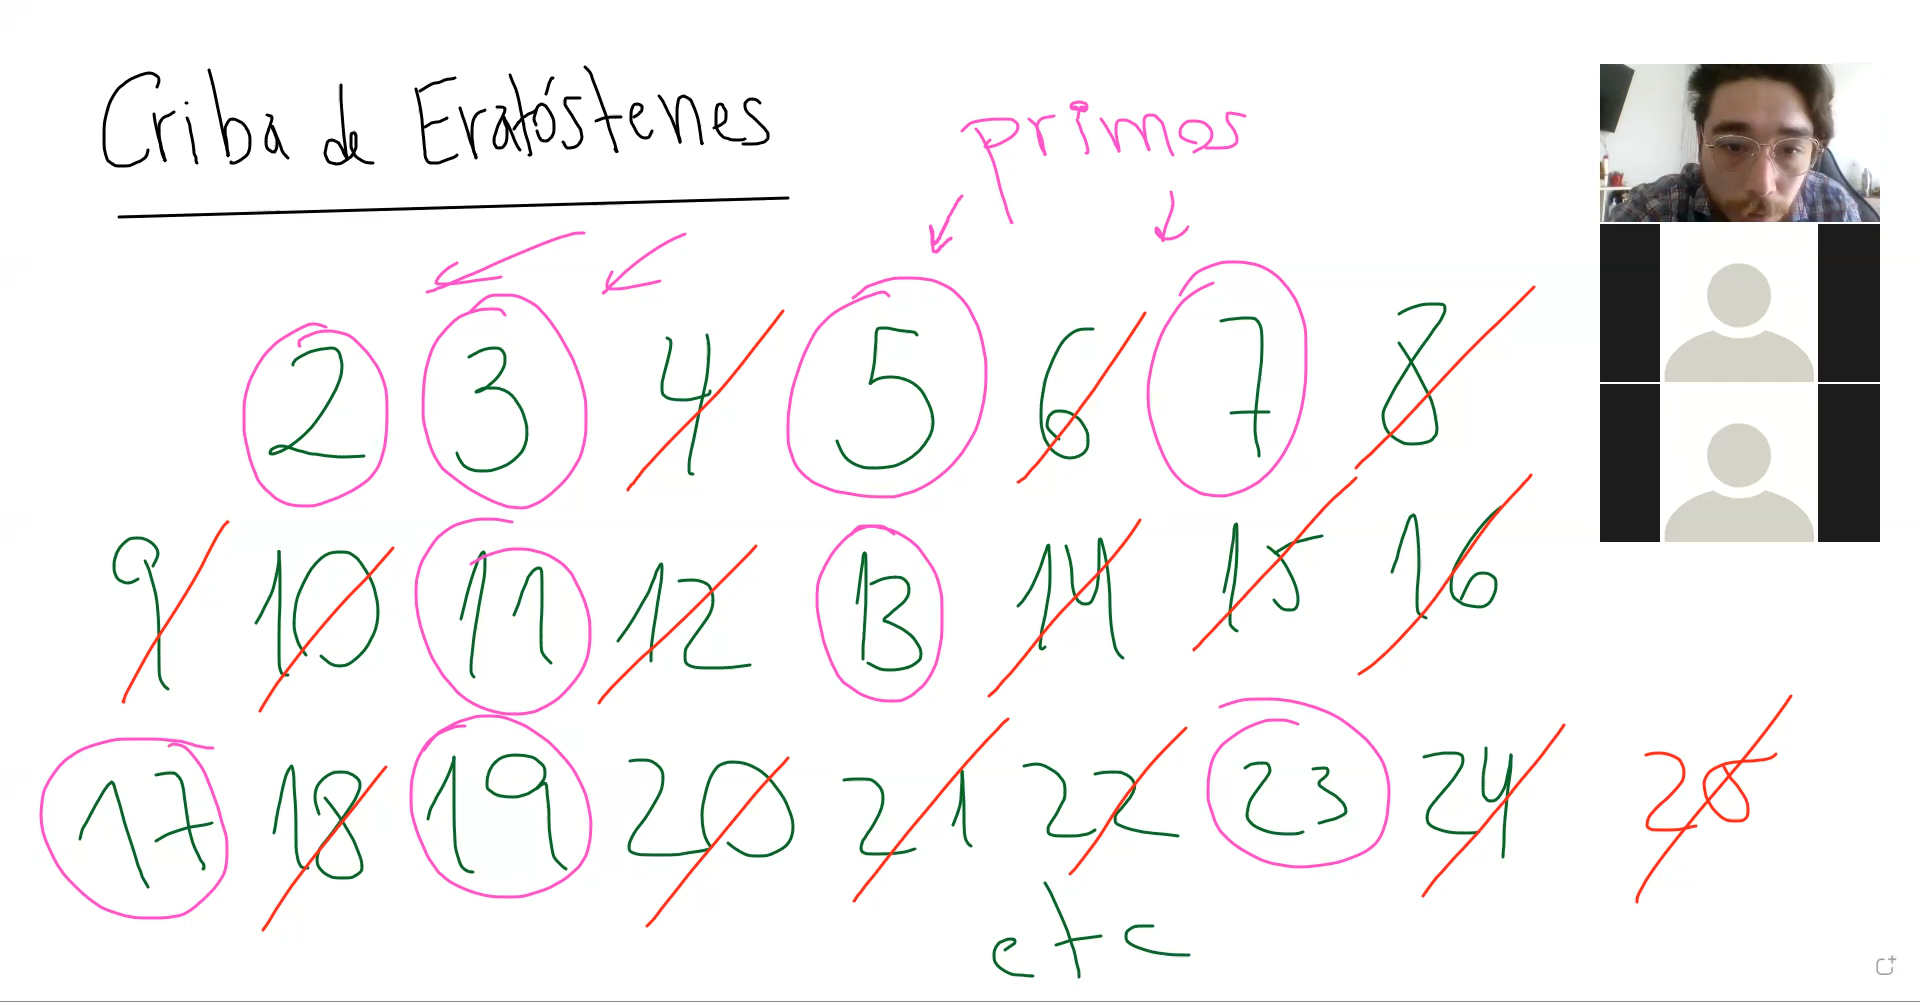 Criba de Eratóstenes
primos
2 3 4 5 6 7 8
9 10 11 12 13 14 15 16
17 18 19 20 21 22 23 24 25
etc